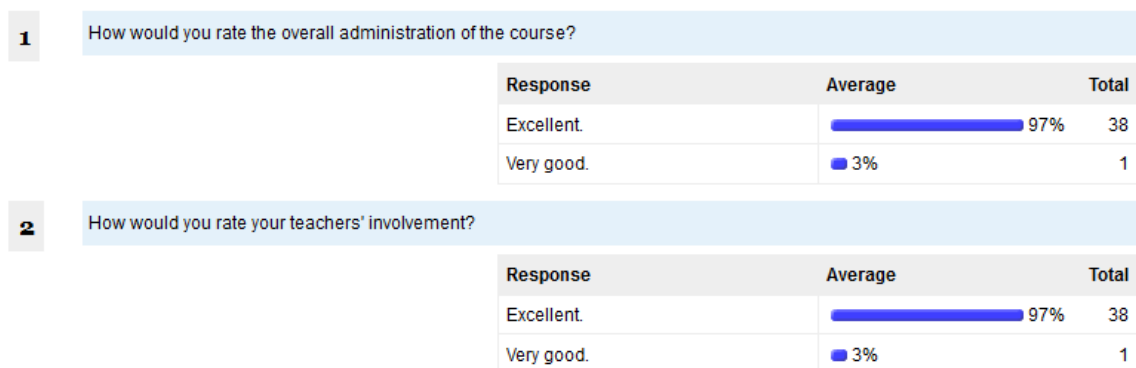 1 How would you rate the overall administration of the course?
Response Average Total
Excellent. 97% 38
Very good. 3% 1
2 How would you rate your teachers' involvement?
Response Average Total
Excellent. 97% 38
Very good. 3% 1